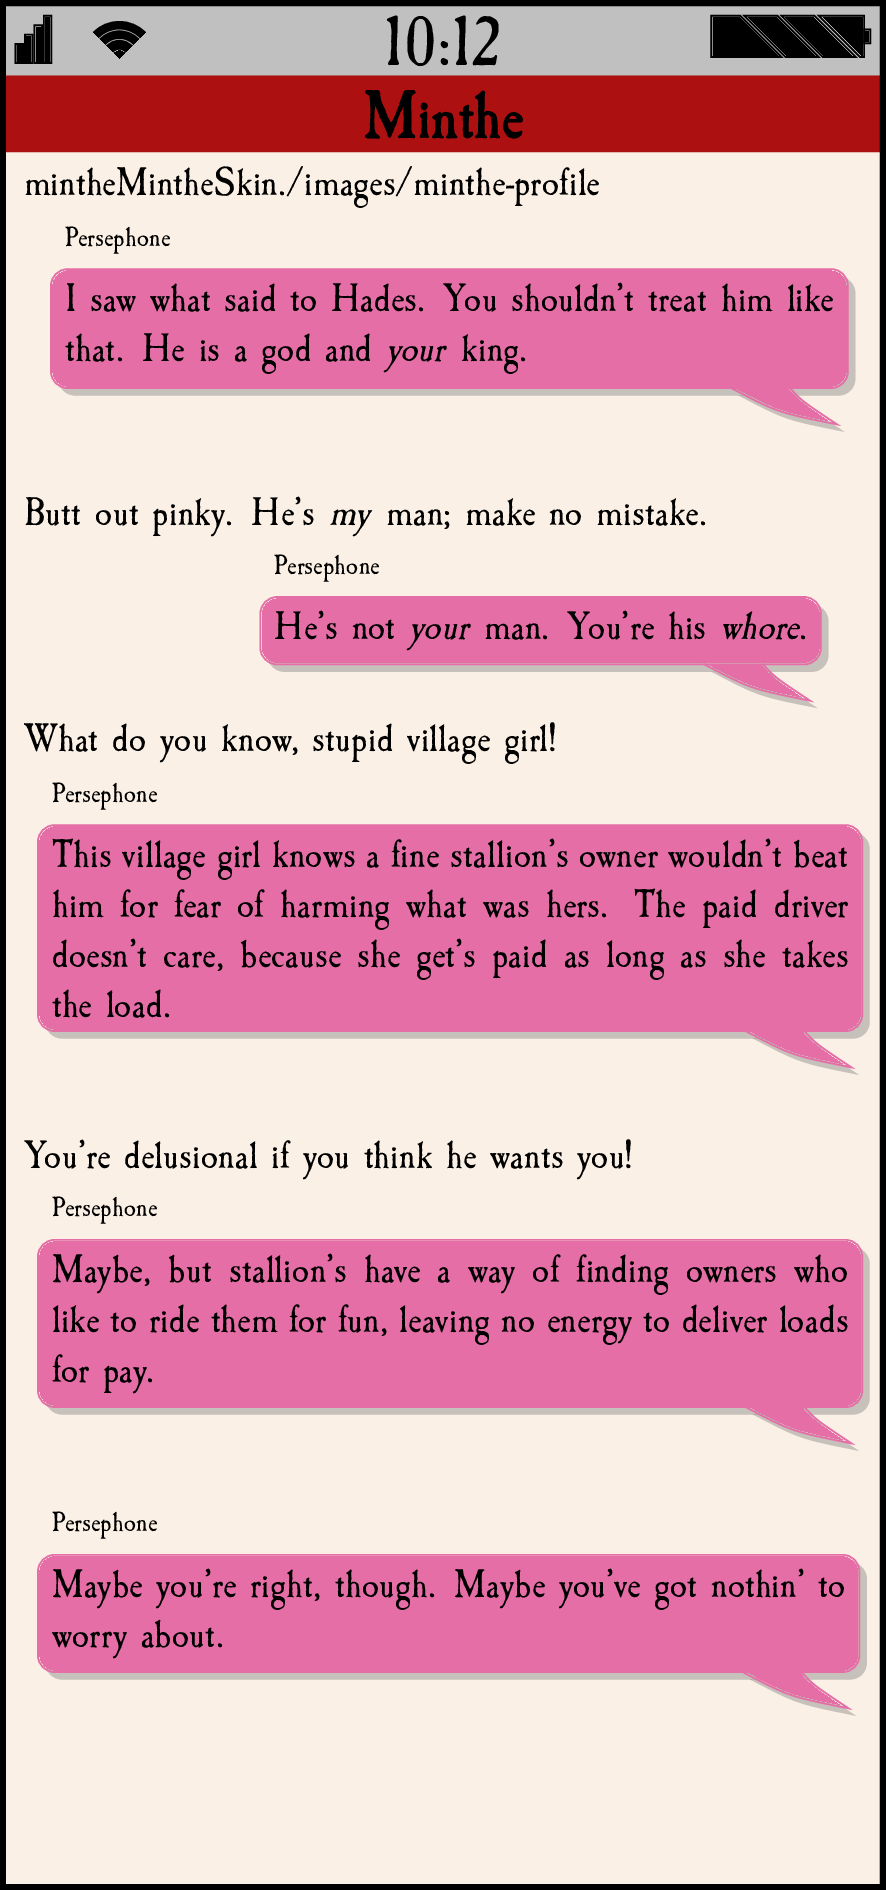 10:12
Minthe
mintheMintheSkin./images/minthe-profile
Persephone
I saw what said to Hades. You shouldn't treat him like
that. He is a god and your king.
Butt out pinky. He's my man; make no mistake.
Persephone
He's not your man. You're his whore.
What do you know, stupid village girl!
Persephone
This village girl knows a fine stallion's owner wouldn't beat
him for fear of harming what was hers. The paid driver
doesn't care, because she get's paid as long as she takes
the load.
You're delusional if you think he wants you!
Persephone
Maybe, but stallion's have a way of finding owners who
like to ride them for fun, leaving no energy to deliver loads
for pay.
Persephone
Maybe you're right, though. Maybe you've got nothin' to
worry about.